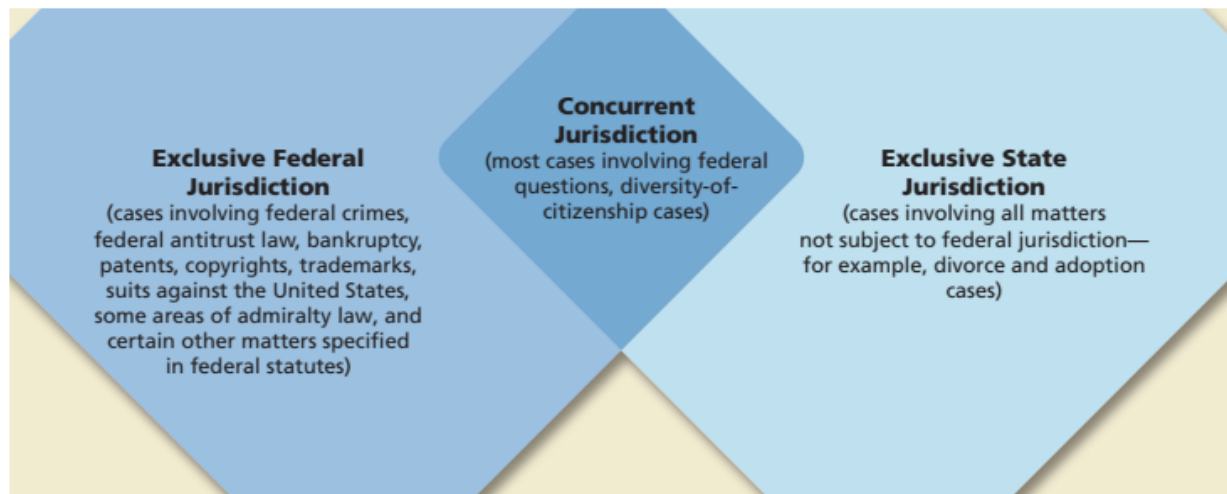 Exclusive Federal
Jurisdiction
(cases involving federal crimes,
federal antitrust law, bankruptcy,
patents, copyrights, trademarks,
suits against the United States,
some areas of admiralty law, and
certain other matters specified
in federal statutes)
Concurrent
Jurisdiction
(most cases involving federal
questions, diversity-of-
citizenship cases)
Exclusive State
Jurisdiction
(cases involving all matters
not subject to federal jurisdiction—
for example, divorce and adoption
cases)